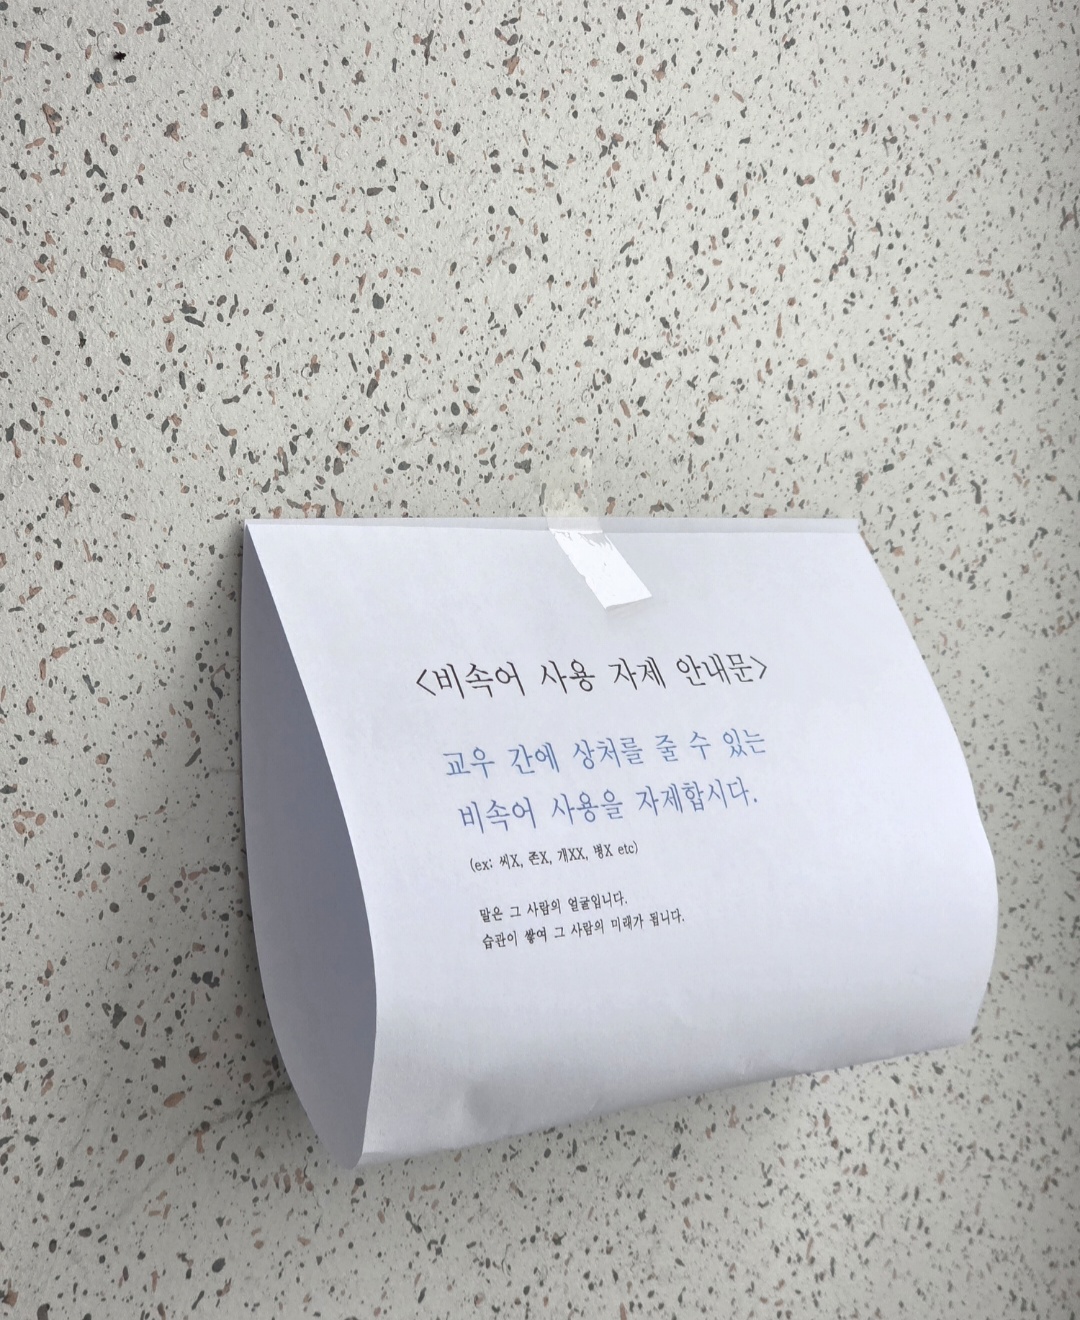 <비속어 사용 자제 안내문>
교우 간에 상처를 줄 수 있는
비속어 사용을 자제합시다.
(ex: 씨X, 존X, 개XX, 병X etc)
말은 그 사람의 얼굴입니다.
습관이 쌓여 그 사람의 미래가 됩니다.